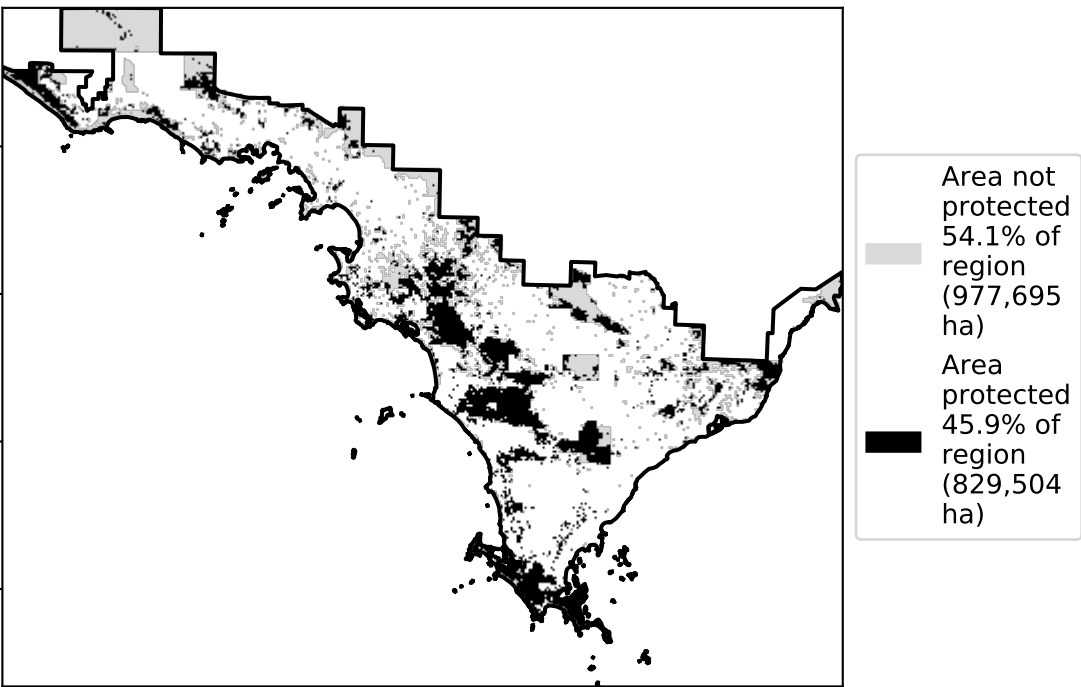 Area not
protected
54.1% of
region
(977,695
ha)
Area
protected
45.9% of
region
(829,504
ha)